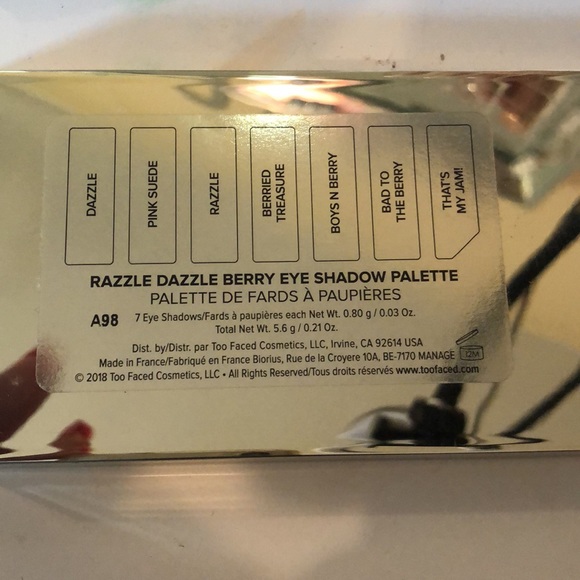 DAZZLE
PINK SUEDE
RAZZLE
BERRIED
TREASURE
BOYS N BERRY
BAD TO
THE BERRY
THAT'S
MY JAM!
RAZZLE DAZZLE BERRY EYE SHADOW PALETTE
PALETTE DE FARDS À PAUPIÈRES
A98 7 Eye Shadows/Fards à paupières each Net Wt. 0.80 g / 0.03 Oz.
Total Net Wt. 5.6 g / 0.21 Oz.
Dist. by/Distr. par Too Faced Cosmetics, LLC, Irvine, CA 92614 USA
Made in France/Fabriqué en France Biorius, Rue de la Croyere 10A, BE-7170 MANAGE 12M
© 2018 Too Faced Cosmetics, LLC • All Rights Reserved/Tous droits réservés www.toofaced.com